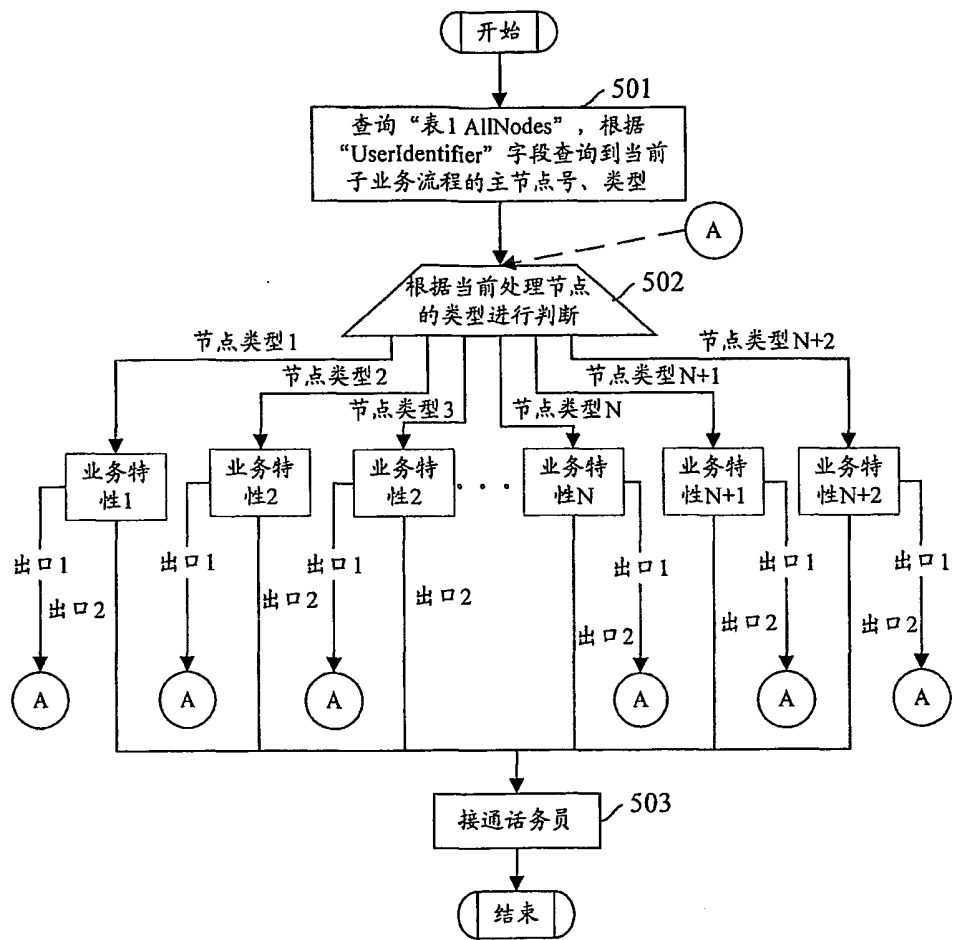 开始
501
查询“表1 AllNodes”，根据
“UserIdentifier”字段查询到当前
子业务流程的主节点号、类型
A
根据当前处理节点
的类型进行判断
502
节点类型1
节点类型2
节点类型3
节点类型N
节点类型N+1
节点类型N+2
业务特
性1
业务特
性2
业务特
性2
...
业务特
性N
业务特
性N+1
业务特
性N+2
出口1
出口2
出口1
出口2
出口1
出口2
出口1
出口2
出口1
出口2
出口1
出口2
A
A
A
A
A
A
接通话务员
503
结束